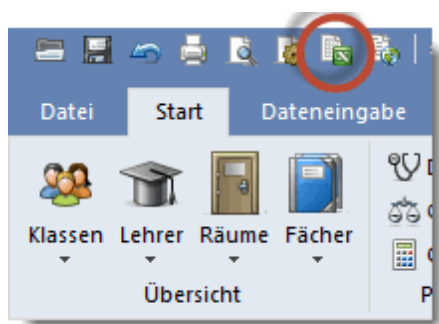 Datei Start Dateneingabe
Klassen Lehrer Räume Fächer
Übersicht